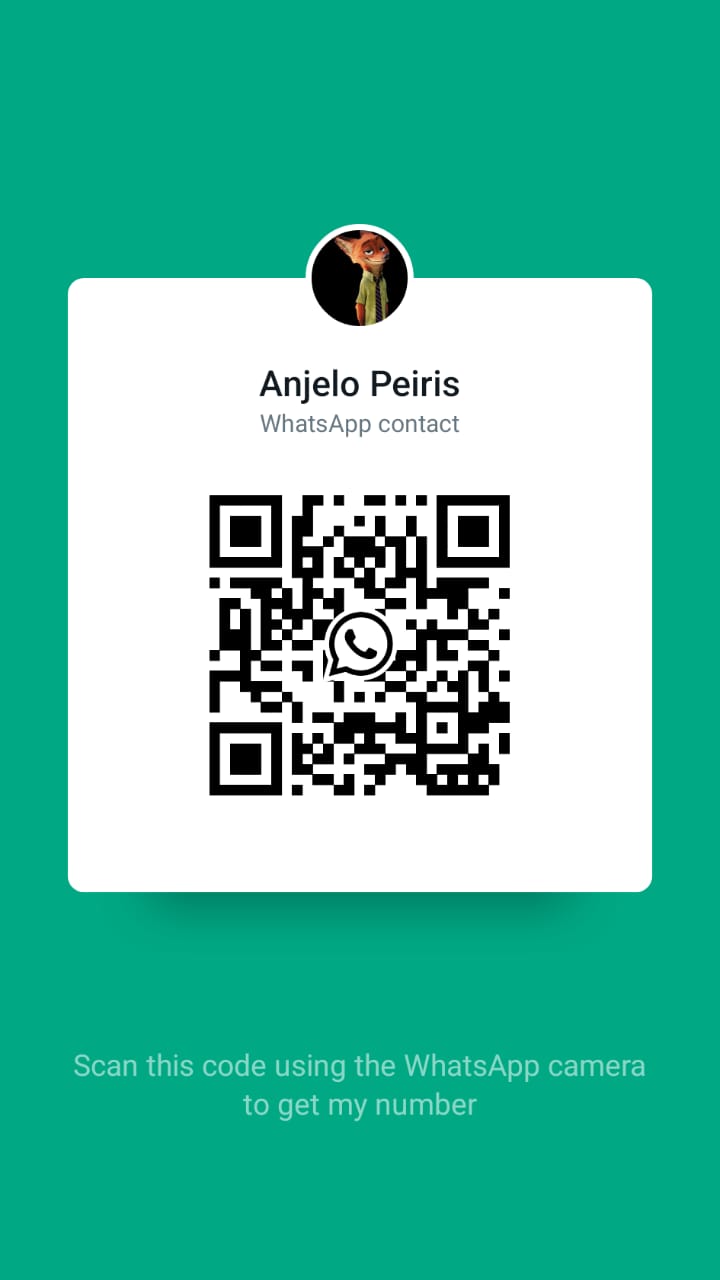 Anjelo Peiris
WhatsApp contact
Scan this code using the WhatsApp camera
to get my number